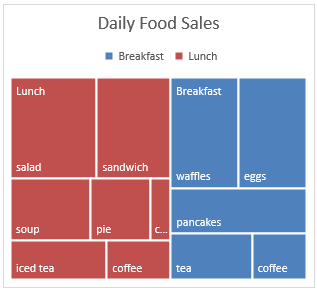 Daily Food Sales
Breakfast
Lunch
Lunch
salad
sandwich
soup
pie
c...
iced tea
coffee
Breakfast
waffles
eggs
pancakes
tea
coffee